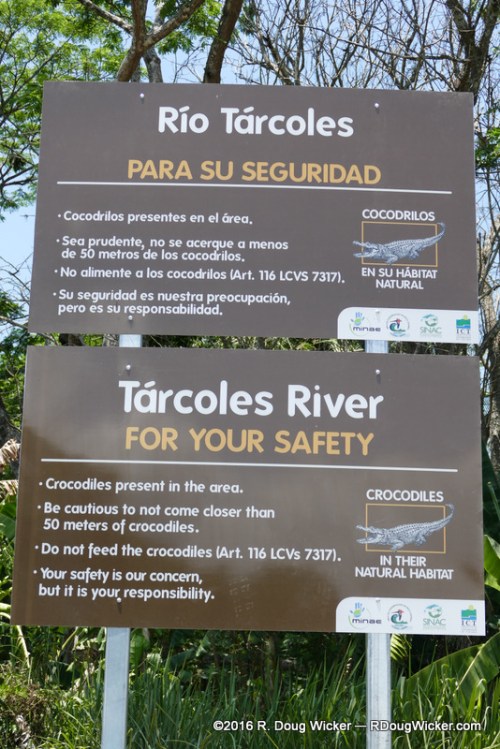 Río Tárcoles
PARA SU SEGURIDAD
· Cocodrilos presentes en el área.
· Sea prudente, no se acerque a menos
de 50 metros de los cocodrilos.
· No alimente a los cocodrilos (Art. 116 LCVS 7317).
· Su seguridad es nuestra preocupación,
pero es su responsabilidad.
COCODRILOS
EN SU HÁBITAT
NATURAL
minae
SINAC
ICT
Tárcoles River
FOR YOUR SAFETY
· Crocodiles present in the area.
· Be cautious to not come closer than
50 meters of crocodiles.
· Do not feed the crocodiles (Art. 116 LCVs 7317).
· Your safety is our concern,
but it is your responsibility.
CROCODILES
IN THEIR
NATURAL HABITAT
minae
SINAC
ICT
©2016 R. Doug Wicker — RDougWicker.com